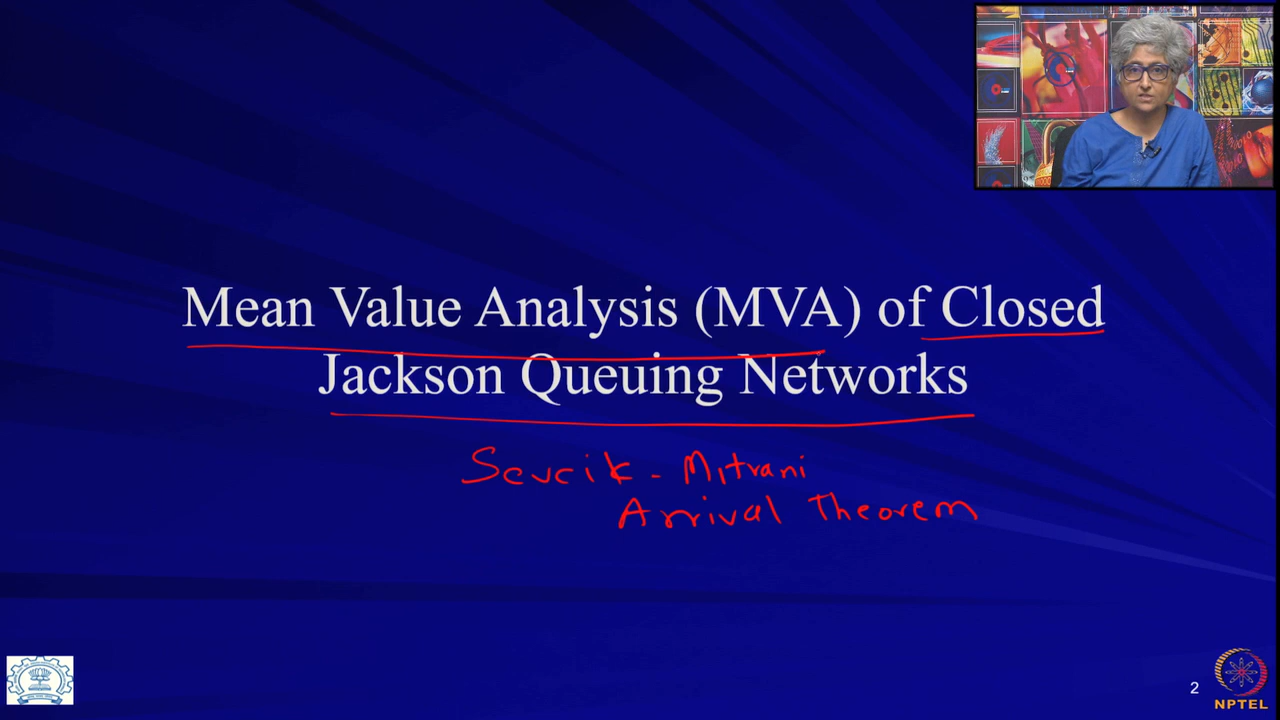 Mean Value Analysis (MVA) of Closed
Jackson Queuing Networks
Sevcik - Mitrani
Arrival Theorem
2
NPTEL